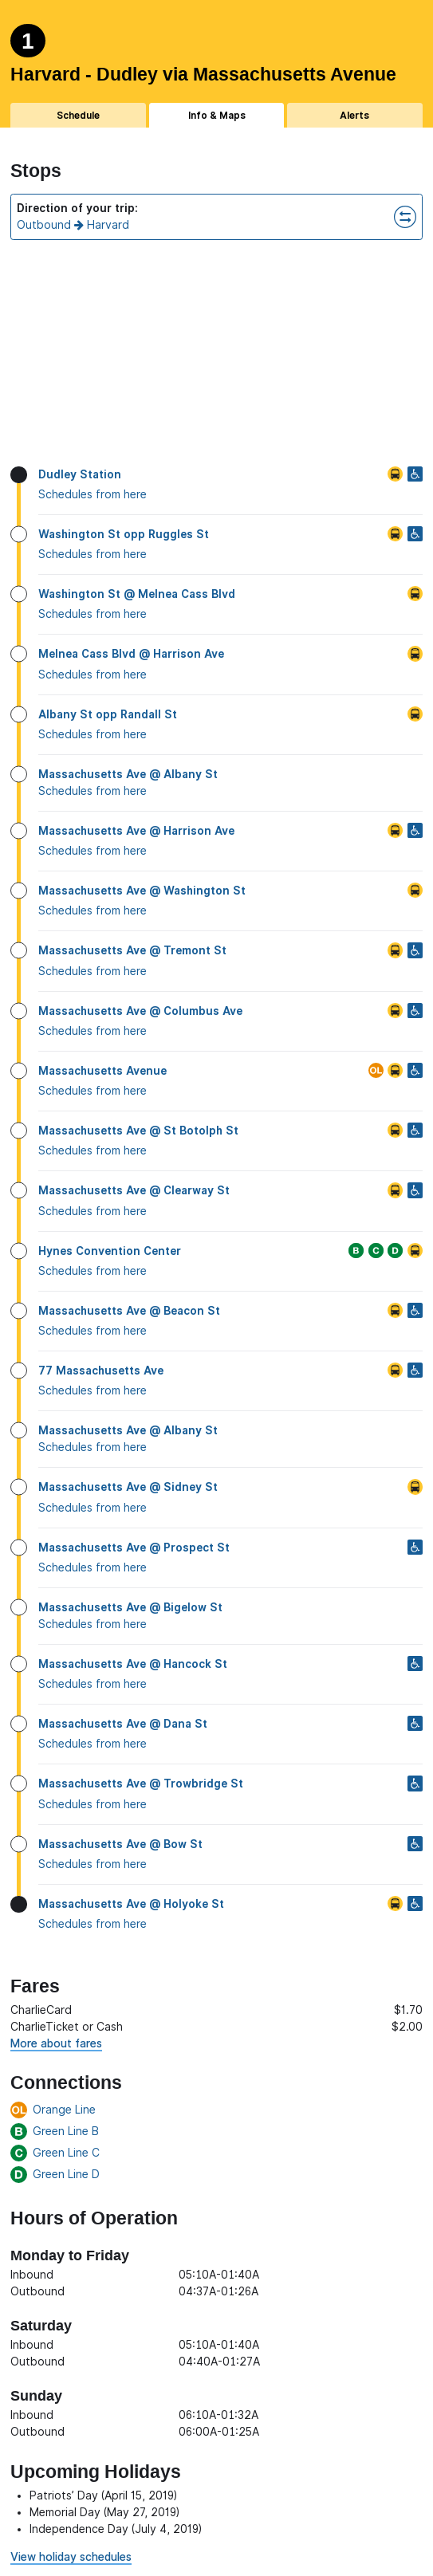 1
Harvard - Dudley via Massachusetts Avenue
Schedule
Info & Maps
Alerts
Stops
Direction of your trip:
Outbound → Harvard
Dudley Station
Schedules from here
Washington St opp Ruggles St
Schedules from here
Washington St @ Melnea Cass Blvd
Schedules from here
Melnea Cass Blvd @ Harrison Ave
Schedules from here
Albany St opp Randall St
Schedules from here
Massachusetts Ave @ Albany St
Schedules from here
Massachusetts Ave @ Harrison Ave
Schedules from here
Massachusetts Ave @ Washington St
Schedules from here
Massachusetts Ave @ Tremont St
Schedules from here
Massachusetts Ave @ Columbus Ave
Schedules from here
Massachusetts Avenue OL
Schedules from here
Massachusetts Ave @ St Botolph St
Schedules from here
Massachusetts Ave @ Clearway St
Schedules from here
Hynes Convention Center B C D
Schedules from here
Massachusetts Ave @ Beacon St
Schedules from here
77 Massachusetts Ave
Schedules from here
Massachusetts Ave @ Albany St
Schedules from here
Massachusetts Ave @ Sidney St
Schedules from here
Massachusetts Ave @ Prospect St
Schedules from here
Massachusetts Ave @ Bigelow St
Schedules from here
Massachusetts Ave @ Hancock St
Schedules from here
Massachusetts Ave @ Dana St
Schedules from here
Massachusetts Ave @ Trowbridge St
Schedules from here
Massachusetts Ave @ Bow St
Schedules from here
Massachusetts Ave @ Holyoke St
Schedules from here
Fares
CharlieCard $1.70
CharlieTicket or Cash $2.00
More about fares
Connections
OL Orange Line
B Green Line B
C Green Line C
D Green Line D
Hours of Operation
Monday to Friday
Inbound 05:10A-01:40A
Outbound 04:37A-01:26A
Saturday
Inbound 05:10A-01:40A
Outbound 04:40A-01:27A
Sunday
Inbound 06:10A-01:32A
Outbound 06:00A-01:25A
Upcoming Holidays
• Patriots’ Day (April 15, 2019)
• Memorial Day (May 27, 2019)
• Independence Day (July 4, 2019)
View holiday schedules